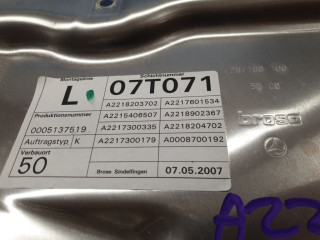 Montagelinie
Schachtnummer
L
07T071
Produktionsnummer
0005137519
A2218203702
A2217601534
A2215406507
A2218902367
A2217300335
A2218204702
Auftragstyp
K
A2217300179
A0008700192
Verbauort
50
Brose Sindelfingen
07.05.2007
brose
A22